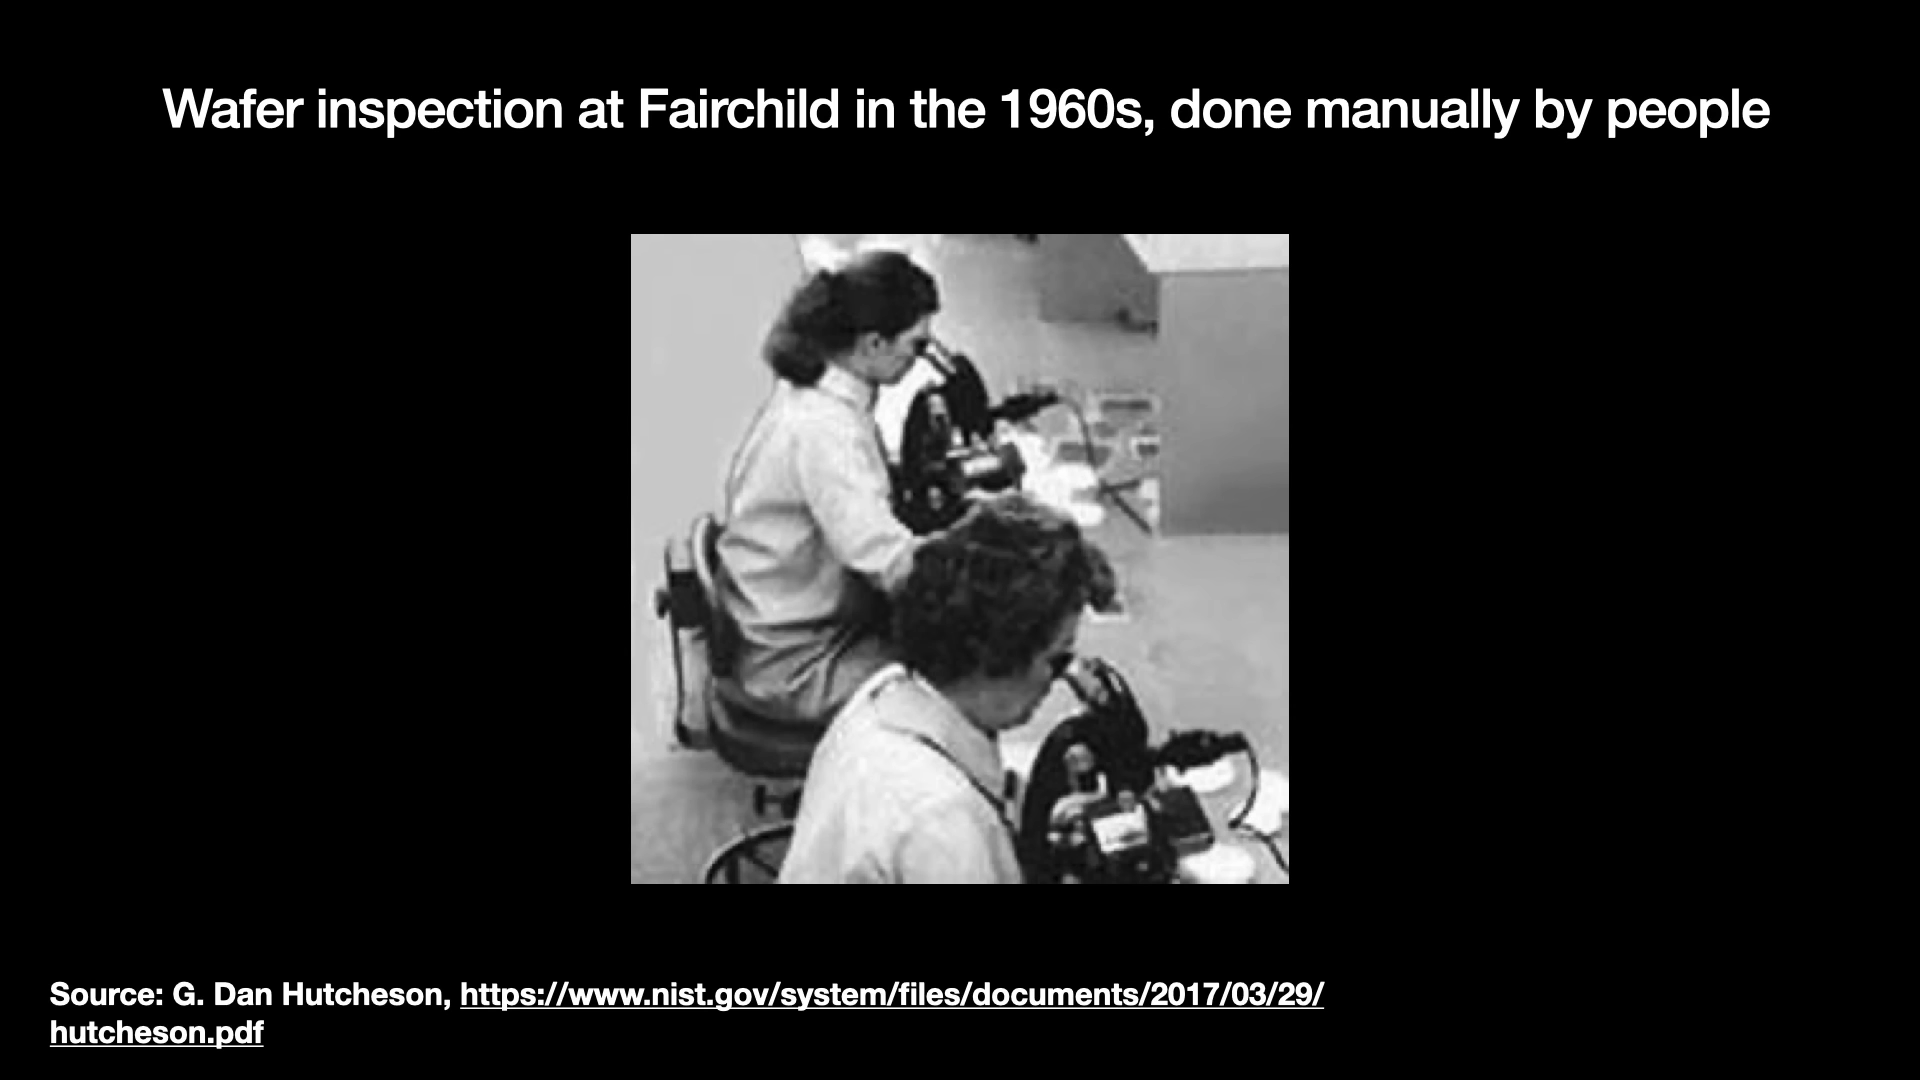 Wafer inspection at Fairchild in the 1960s, done manually by people
Source: G. Dan Hutcheson, https://www.nist.gov/system/files/documents/2017/03/29/
hutcheson.pdf